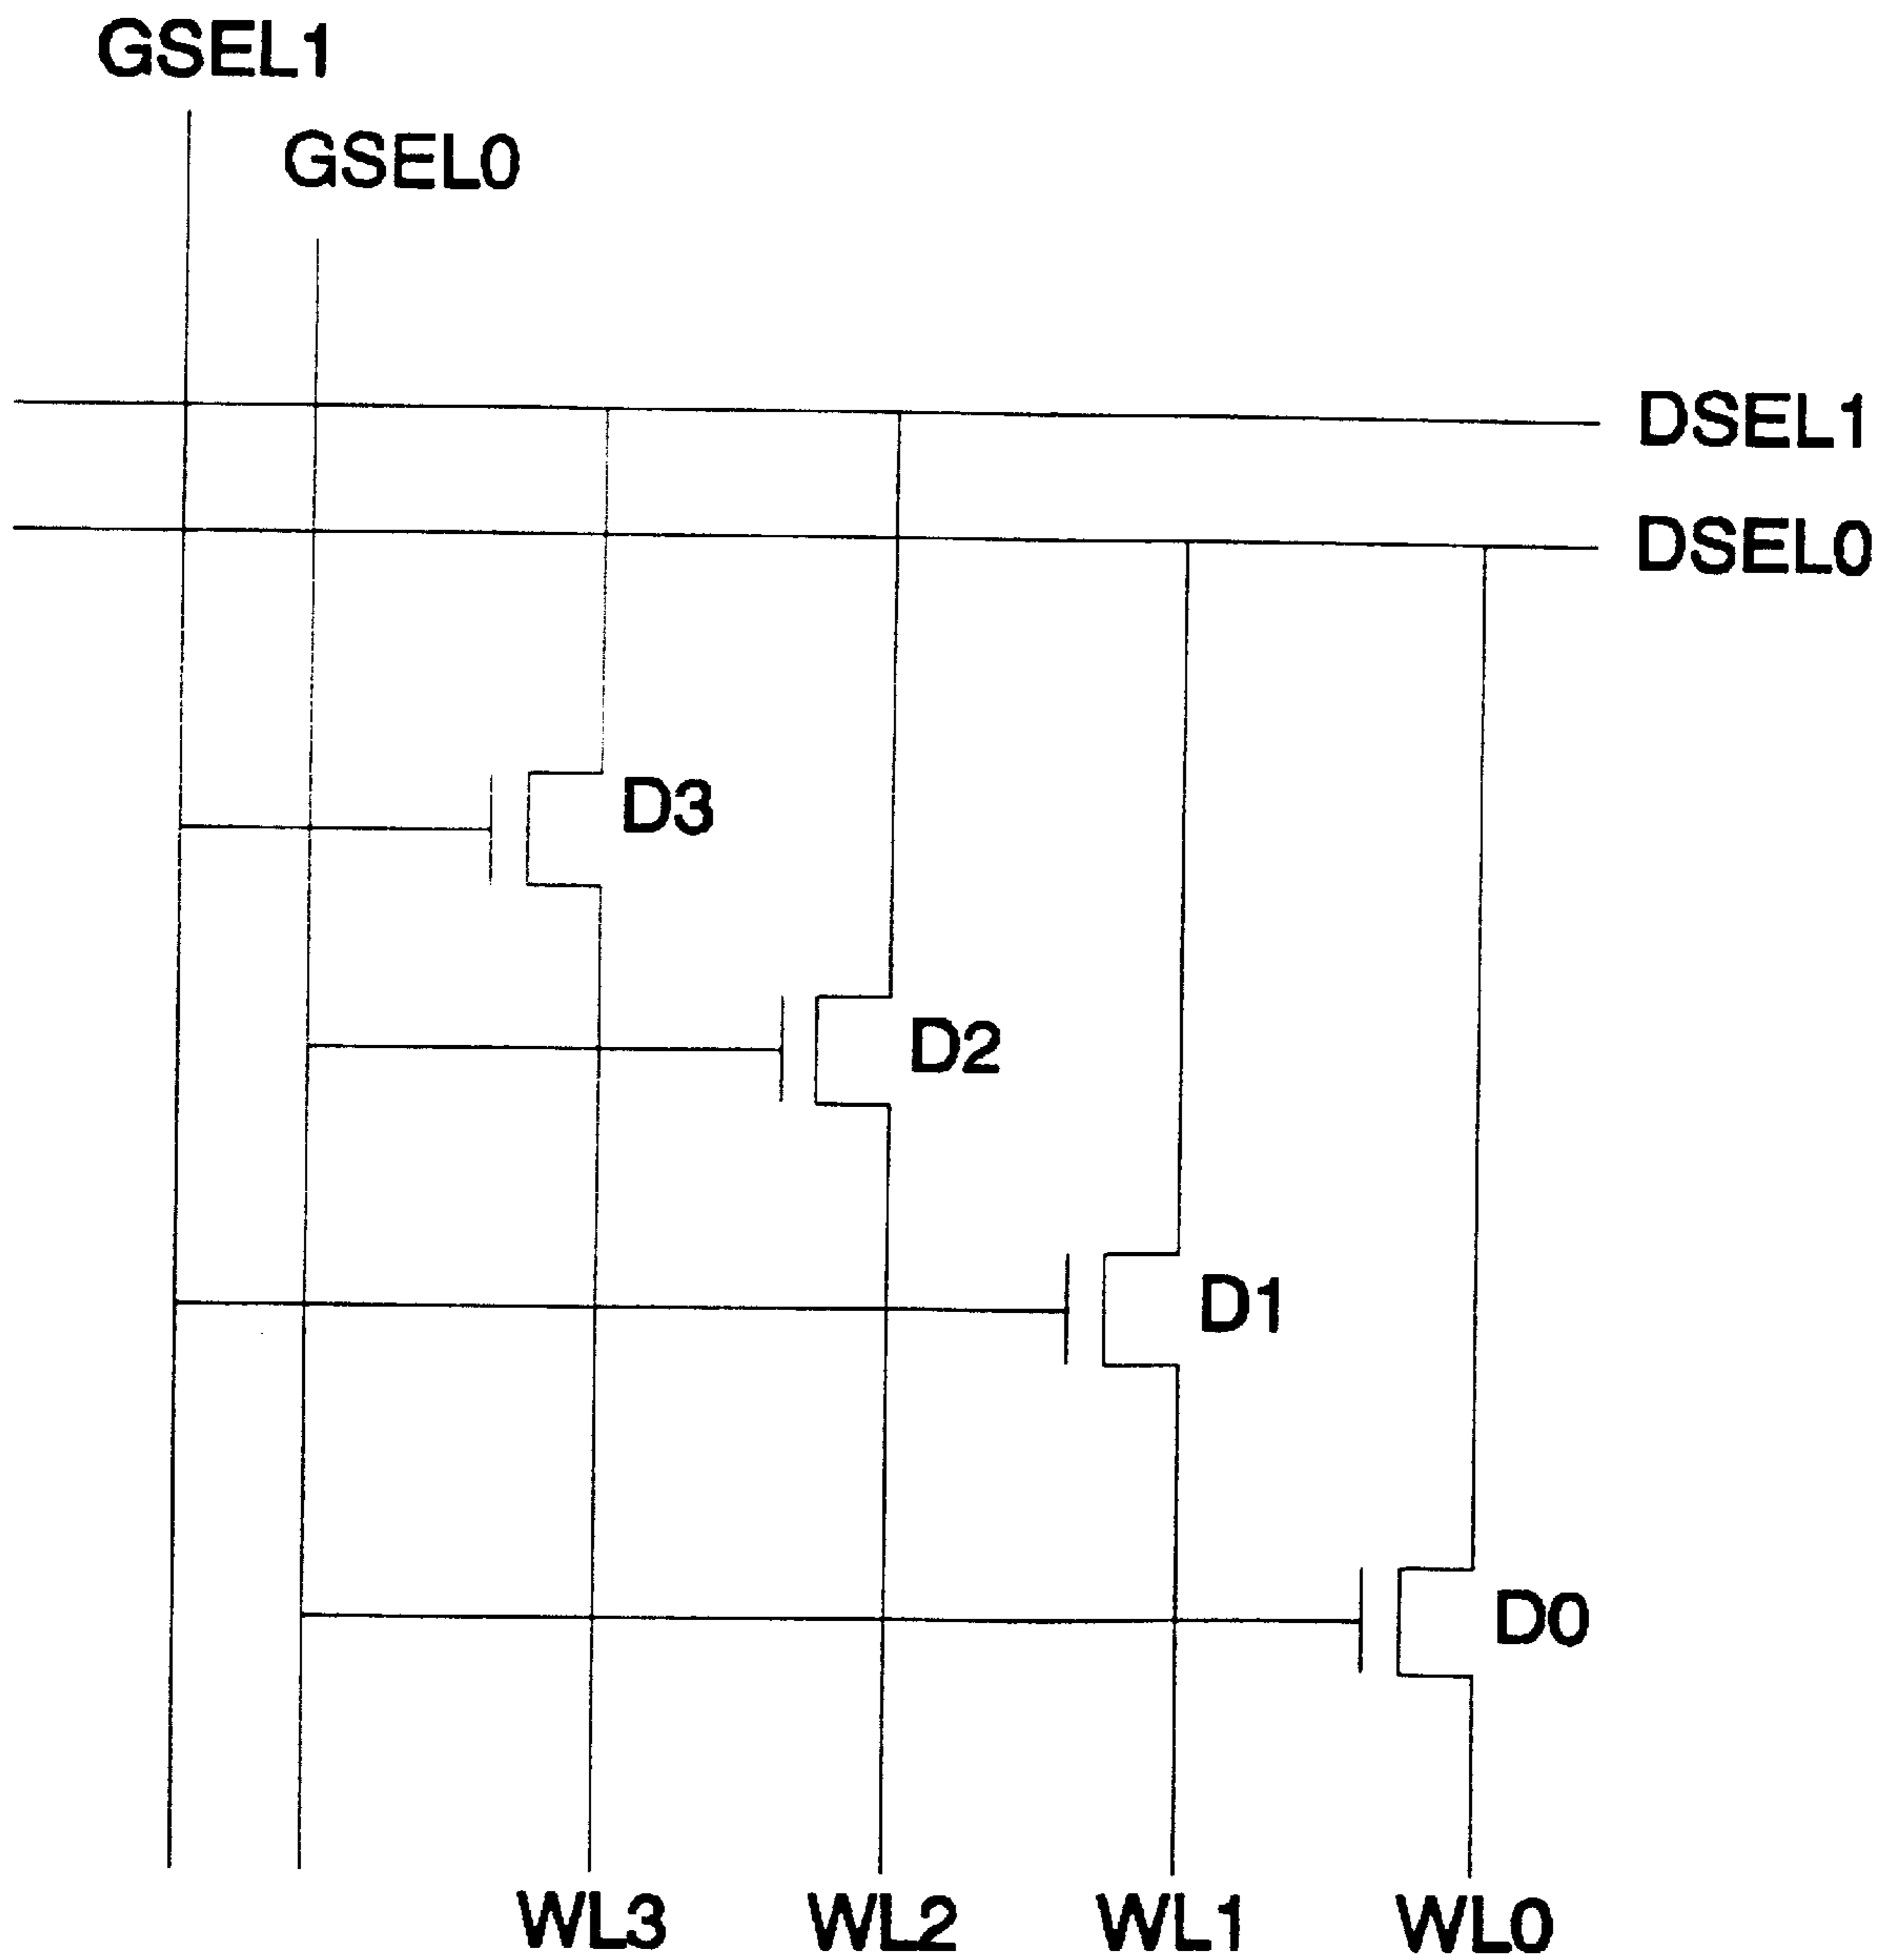 GSEL1
GSEL0
DSEL1
DSEL0
D3
D2
D1
D0
WL3 WL2 WL1 WL0